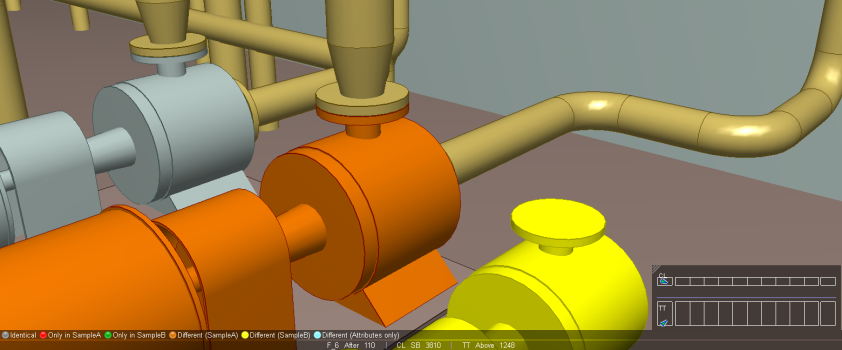 CL
TT
Identical Only in SampleA Only in SampleB Different (SampleA) Different (SampleB) Different (Attributes only)
F_6 After 110 | CL SB 3810 | TT Above 1248